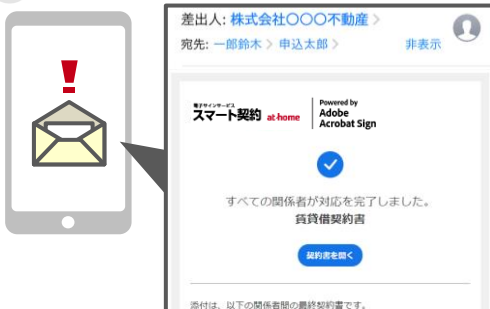 差出人: 株式会社〇〇〇不動産 >
宛先: 一郎鈴木 > 申込太郎 > 非表示
電子サインサービス
スマート契約 at home
Powered by
Adobe
Acrobat Sign
すべての関係者が対応を完了しました。
賃貸借契約書
契約書を開く
添付は、以下の関係者間の最終契約書です。